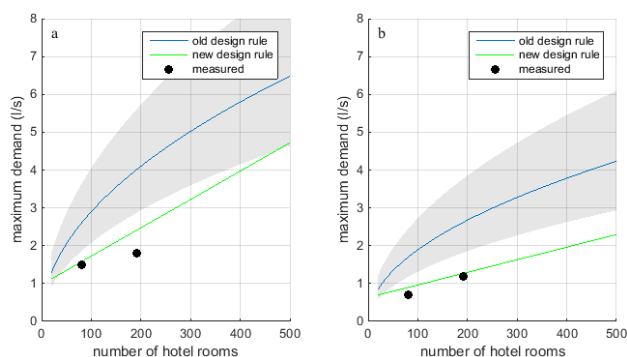 a
old design rule
new design rule
measured
8
7
6
5
4
3
2
1
0
maximum demand (l/s)
0 100 200 300 400 500
number of hotel rooms
b
old design rule
new design rule
measured
8
7
6
5
4
3
2
1
0
maximum demand (l/s)
0 100 200 300 400 500
number of hotel rooms